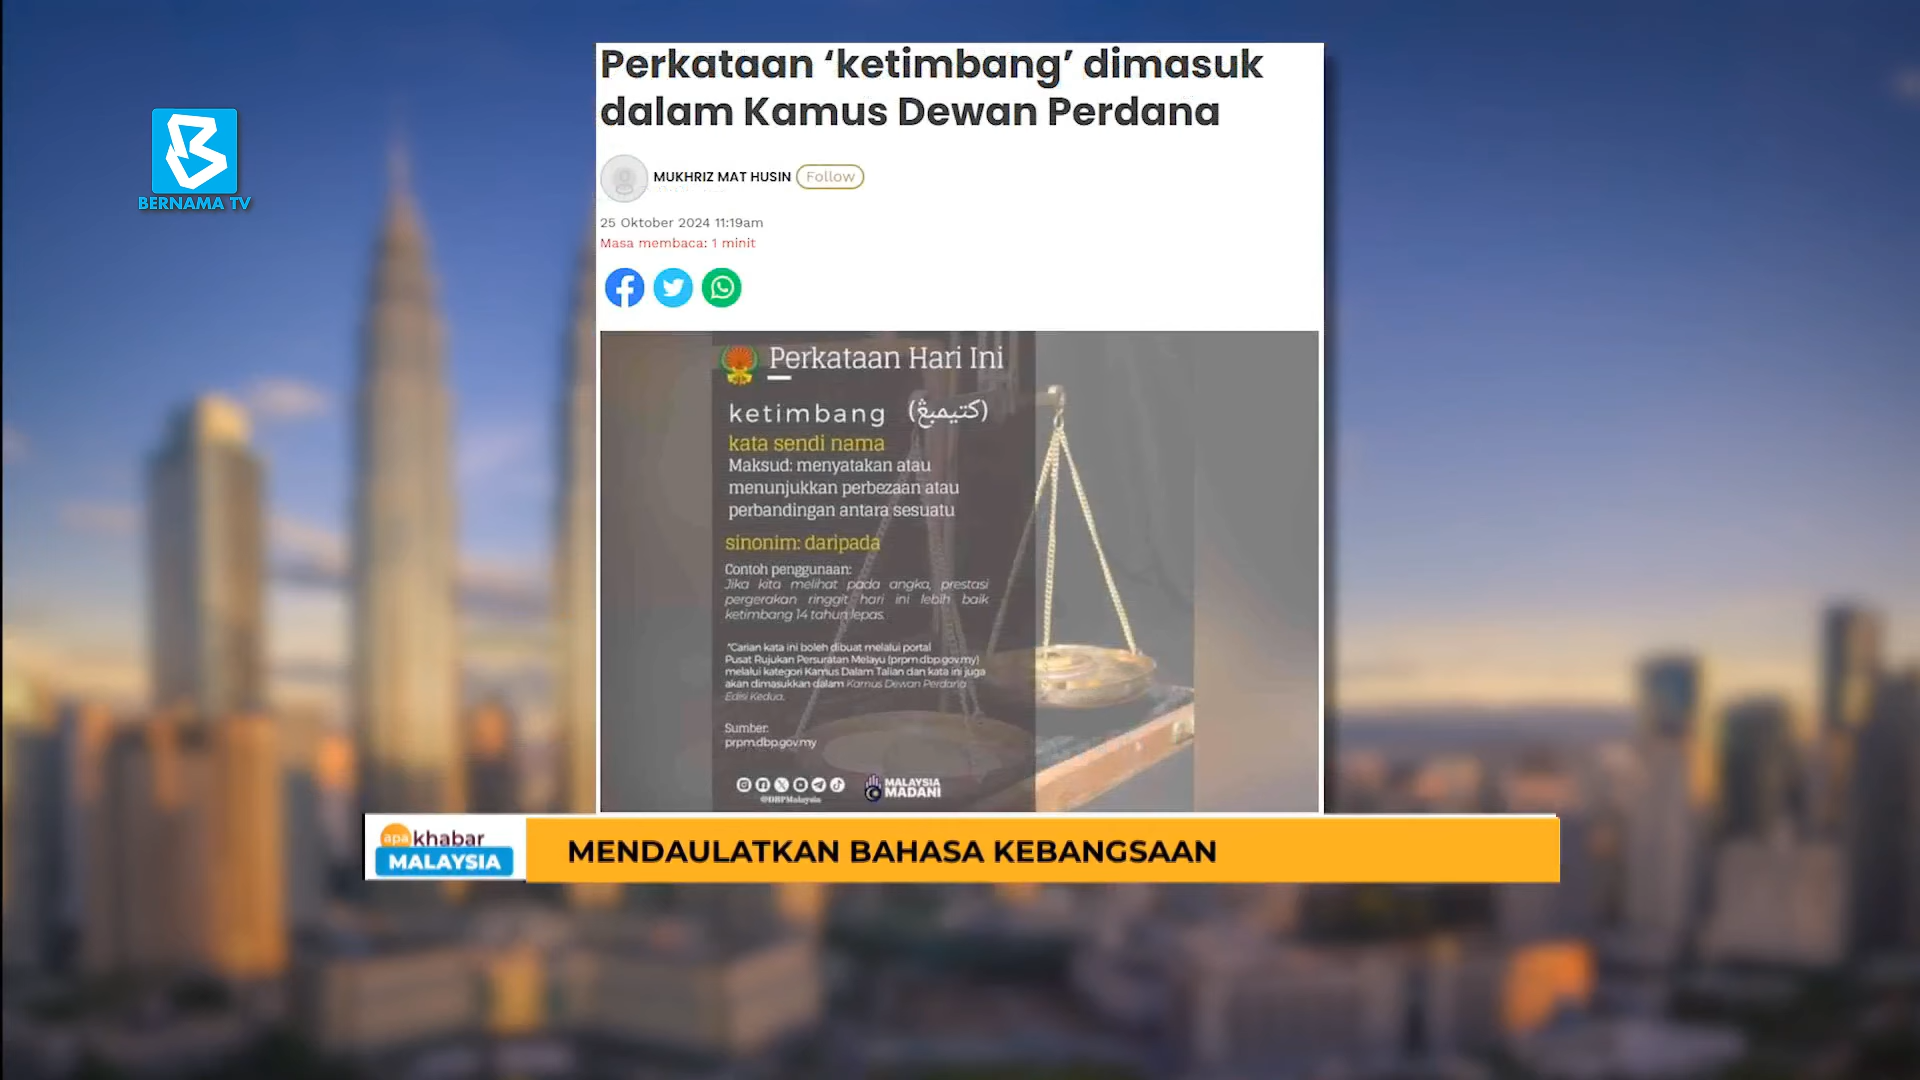 Perkataan ‘ketimbang’ dimasuk
dalam Kamus Dewan Perdana
BERNAMA TV
MUKHRIZ MAT HUSIN Follow
25 Oktober 2024 11:19am
Masa membaca: 1 minit
Perkataan Hari Ini
ketimbang (كتيمبڠ)
kata sendi nama
Maksud: menyatakan atau
menunjukkan perbezaan atau
perbandingan antara sesuatu
sinonim: daripada
Contoh penggunaan:
Jika kita melihat pada angka, prestasi
pergerakan ringgit hari ini lebih baik
ketimbang 14 tahun lepas.
*Carian kata ini boleh dibuat melalui portal
Pusat Rujukan Persuratan Melayu (prpm.dbp.gov.my)
melalui kategori Kamus Dalam Talian dan kata ini juga
akan dimasukkan dalam Kamus Dewan Perdana
Edisi Kedua.
Sumber:
prpm.dbp.gov.my
@DBPMalaysia
MALAYSIA
MADANI
apa khabar
MALAYSIA
MENDAULATKAN BAHASA KEBANGSAAN